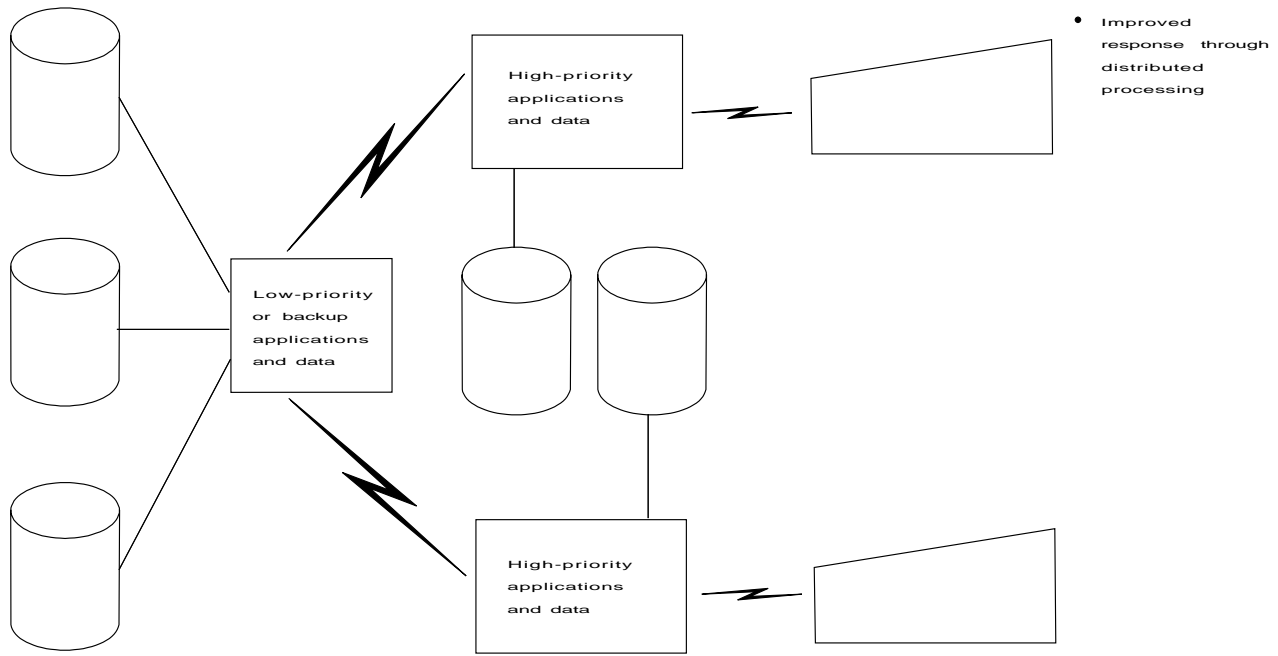 • Improved
response through
distributed
processing
High-priority
applications
and data
Low-priority
or backup
applications
and data
High-priority
applications
and data